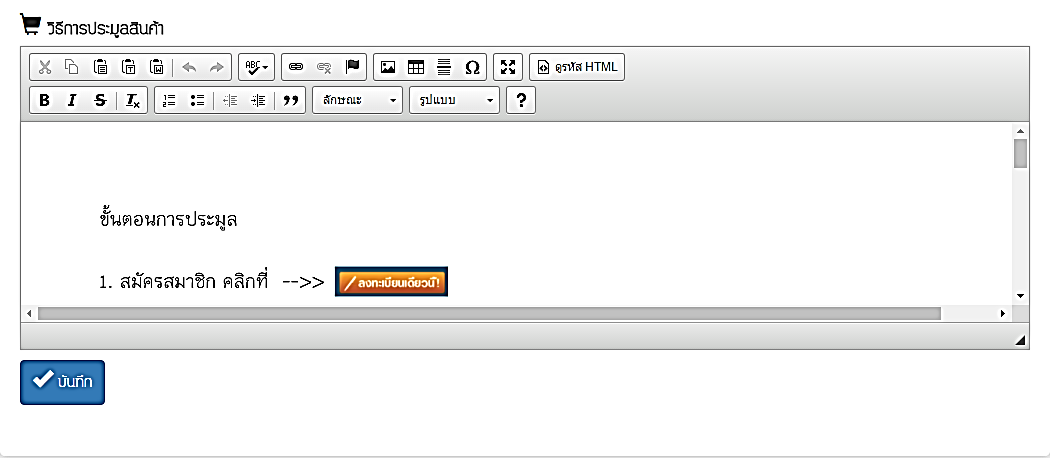 วิธีการประมูลสินค้า
ABC
Ω
ดูรหัส HTML
B I S Tx
ลักษณะ
รูปแบบ
?
ขั้นตอนการประมูล
1. สมัครสมาชิก คลิกที่ -->> ลงทะเบียนเดี๋ยวนี้!
บันทึก